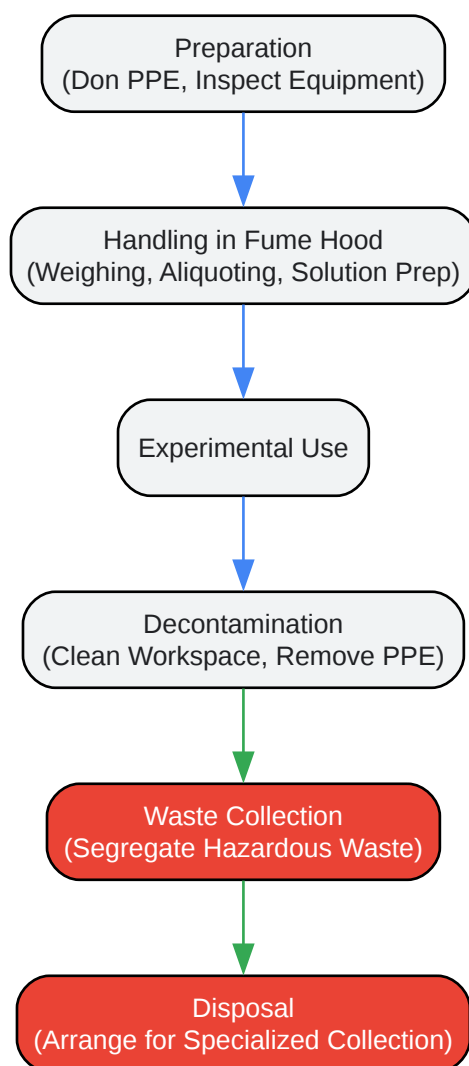 Preparation
(Don PPE, Inspect Equipment)
Handling in Fume Hood
(Weighing, Aliquoting, Solution Prep)
Experimental Use
Decontamination
(Clean Workspace, Remove PPE)
Waste Collection
(Segregate Hazardous Waste)
Disposal
(Arrange for Specialized Collection)